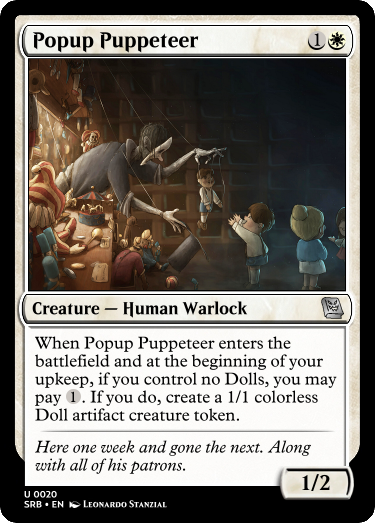 Popup Puppeteer 1
Creature — Human Warlock
When Popup Puppeteer enters the
battlefield and at the beginning of your
upkeep, if you control no Dolls, you may
pay 1. If you do, create a 1/1 colorless
Doll artifact creature token.
Here one week and gone the next. Along
with all of his patrons.
1/2
U 0020
SRB • EN Leonardo Stanzial